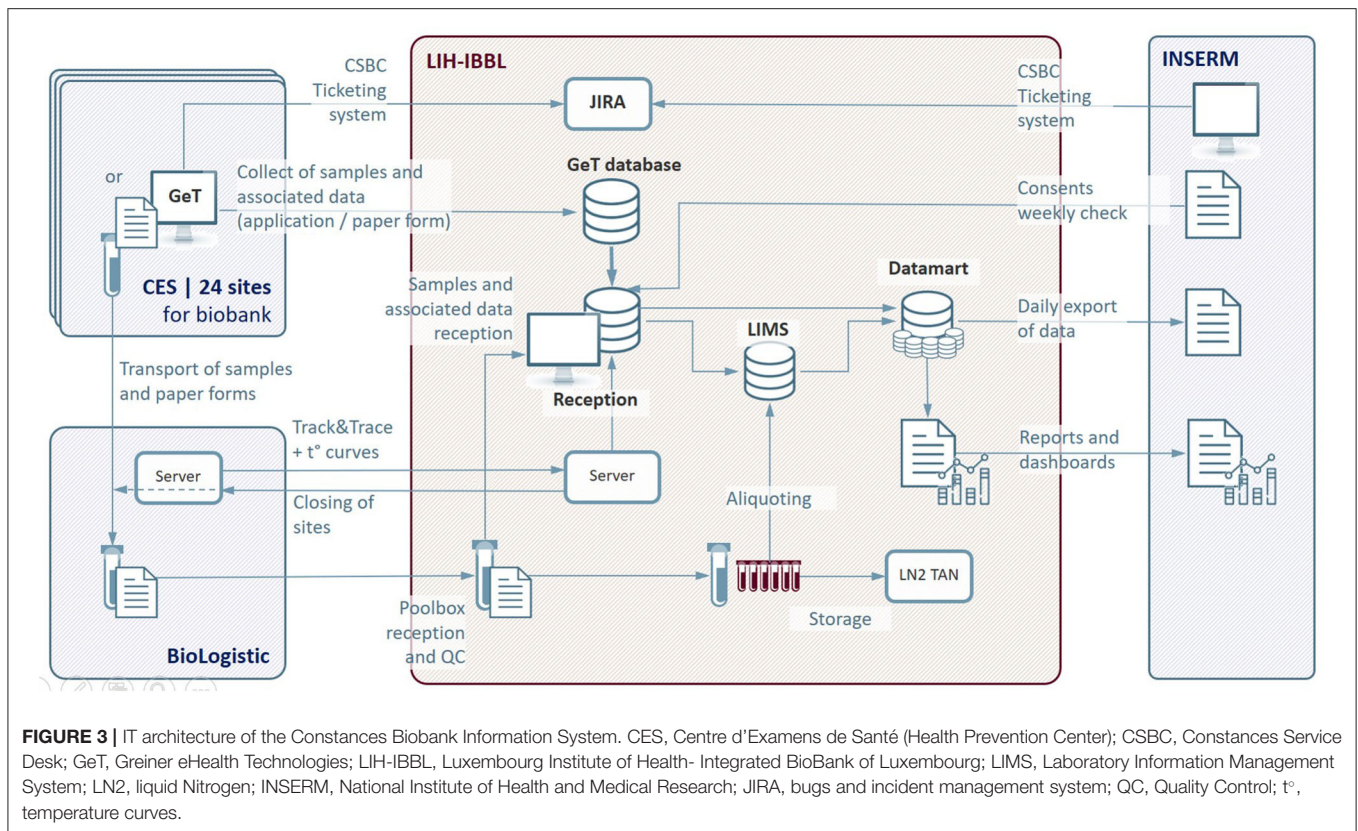 LIH-IBBL
INSERM
CSBC
Ticketing
system
JIRA
CSBC
Ticketing
system
or
GeT
Collect of samples and
associated data
(application / paper form)
GeT database
Consents
weekly check
CES | 24 sites
for biobank
Samples and
associated data
reception
Reception
LIMS
Datamart
Daily export
of data
Transport of samples
and paper forms
Server
Track&Trace
+ t° curves
Closing of
sites
Server
Aliquoting
Reports and
dashboards
BioLogistic
Poolbox
reception
and QC
LN2 TAN
Storage
FIGURE 3 | IT architecture of the Constances Biobank Information System. CES, Centre d'Examens de Santé (Health Prevention Center); CSBC, Constances Service
Desk; GeT, Greiner eHealth Technologies; LIH-IBBL, Luxembourg Institute of Health- Integrated BioBank of Luxembourg; LIMS, Laboratory Information Management
System; LN2, liquid Nitrogen; INSERM, National Institute of Health and Medical Research; JIRA, bugs and incident management system; QC, Quality Control; t°,
temperature curves.